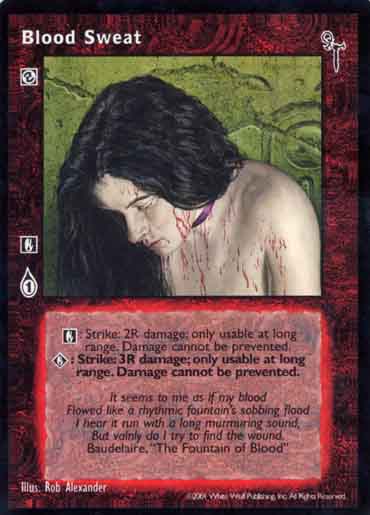 Blood Sweat
1
: Strike: 2R damage; only usable at long
range. Damage cannot be prevented.
: Strike: 3R damage; only usable at long
range. Damage cannot be prevented.
It seems to me as if my blood
Flowed like a rhythmic fountain's sobbing flood
I hear it run with a long murmuring sound,
But vainly do I try to find the wound.
Baudelaire, "The Fountain of Blood"
Illus: Rob Alexander
©2001 White Wolf Publishing, Inc. All Rights Reserved.